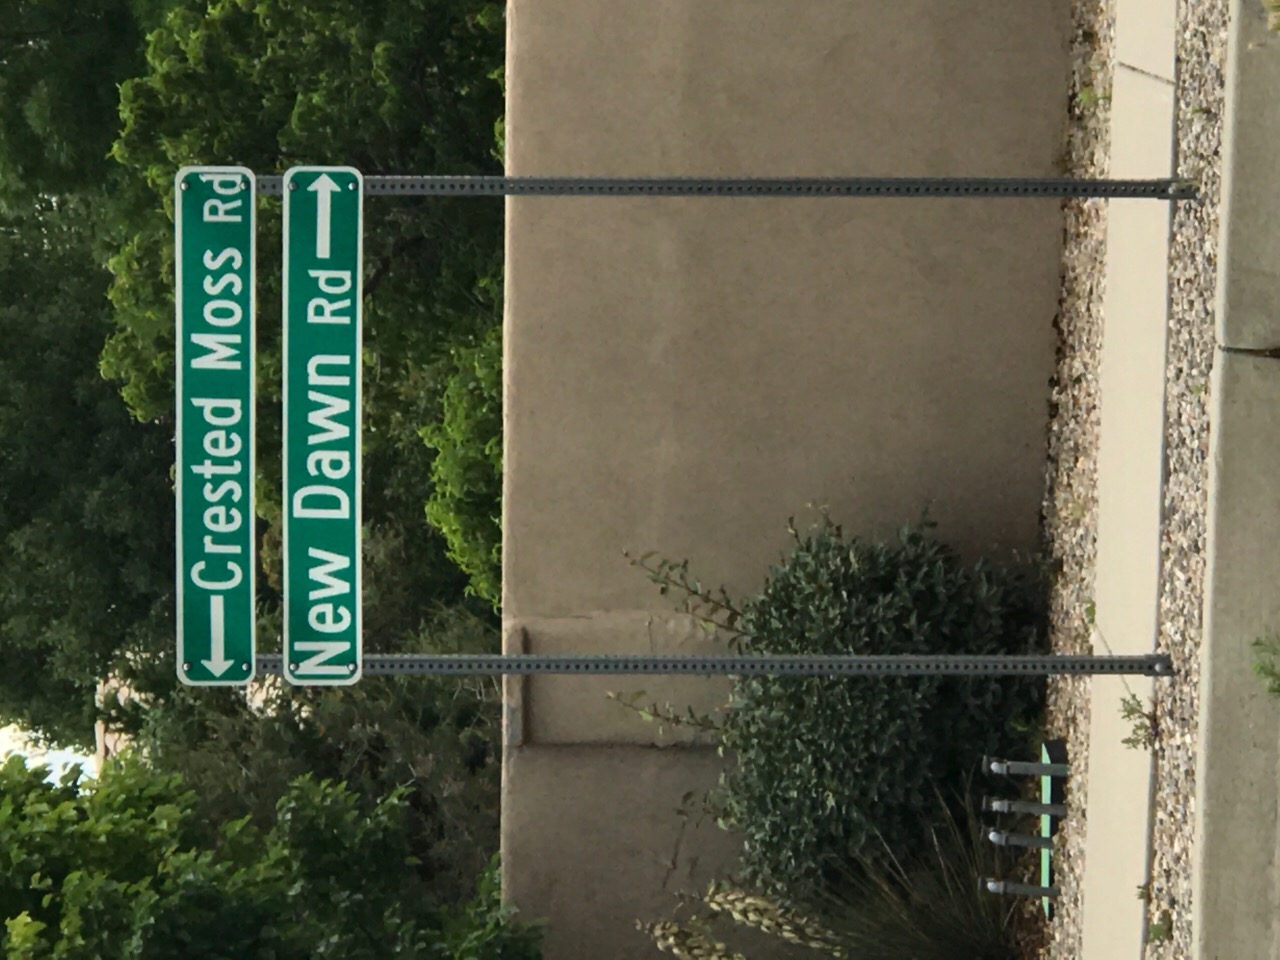 ← Crested Moss Rd
New Dawn Rd →